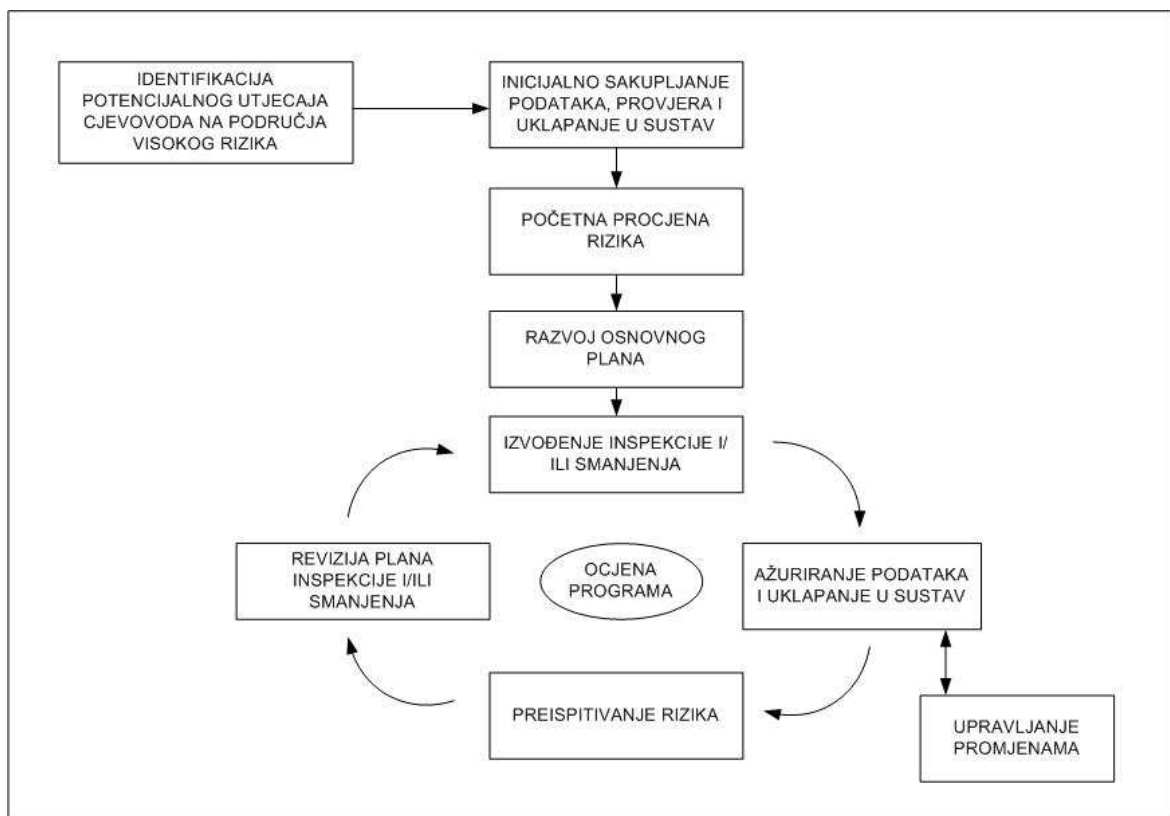 IDENTIFIKACIJA
POTENCIJALNOG UTJECAJA
CJEVOVODA NA PODRUČJA
VISOKOG RIZIKA
INICIJALNO SAKUPLJANJE
PODATAKA, PROVJERA I
UKLAPANJE U SUSTAV
POČETNA PROCJENA
RIZIKA
RAZVOJ OSNOVNOG
PLANA
IZVOĐENJE INSPEKCIJE I/
ILI SMANJENJA
REVIZIJA PLANA
INSPEKCIJE I/ILI
SMANJENJA
OCJENA
PROGRAMA
AŽURIRANJE PODATAKA
I UKLAPANJE U SUSTAV
PREISPITIVANJE RIZIKA
UPRAVLJANJE
PROMJENAMA